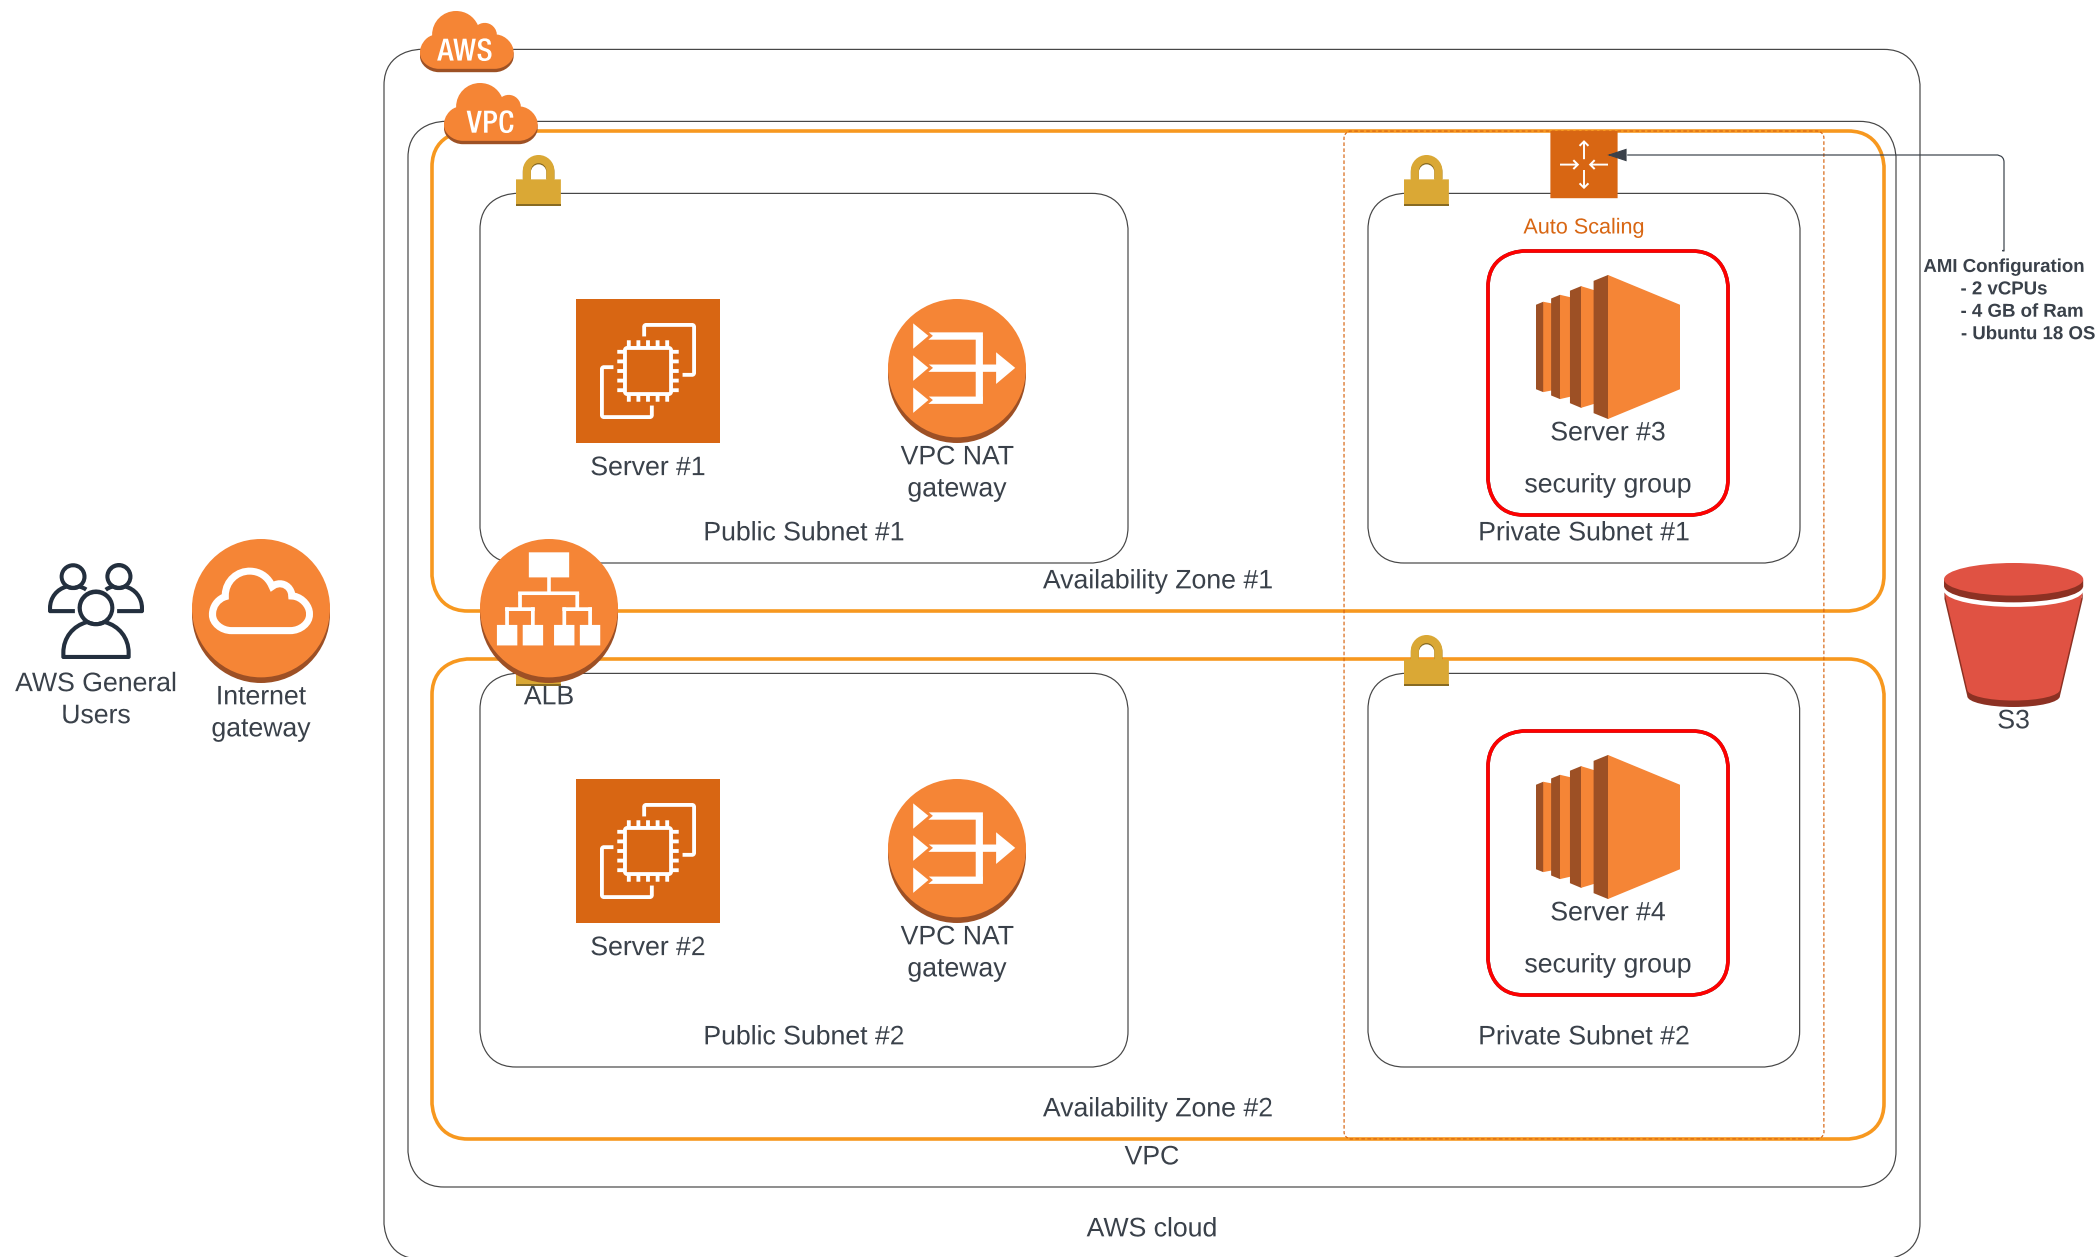 AWS
VPC
Auto Scaling
AMI Configuration
- 2 vCPUs
- 4 GB of Ram
- Ubuntu 18 OS
Server #1
VPC NAT
gateway
Public Subnet #1
Server #3
security group
Private Subnet #1
Availability Zone #1
AWS General
Users
Internet
gateway
ALB
S3
Server #2
VPC NAT
gateway
Public Subnet #2
Server #4
security group
Private Subnet #2
Availability Zone #2
VPC
AWS cloud